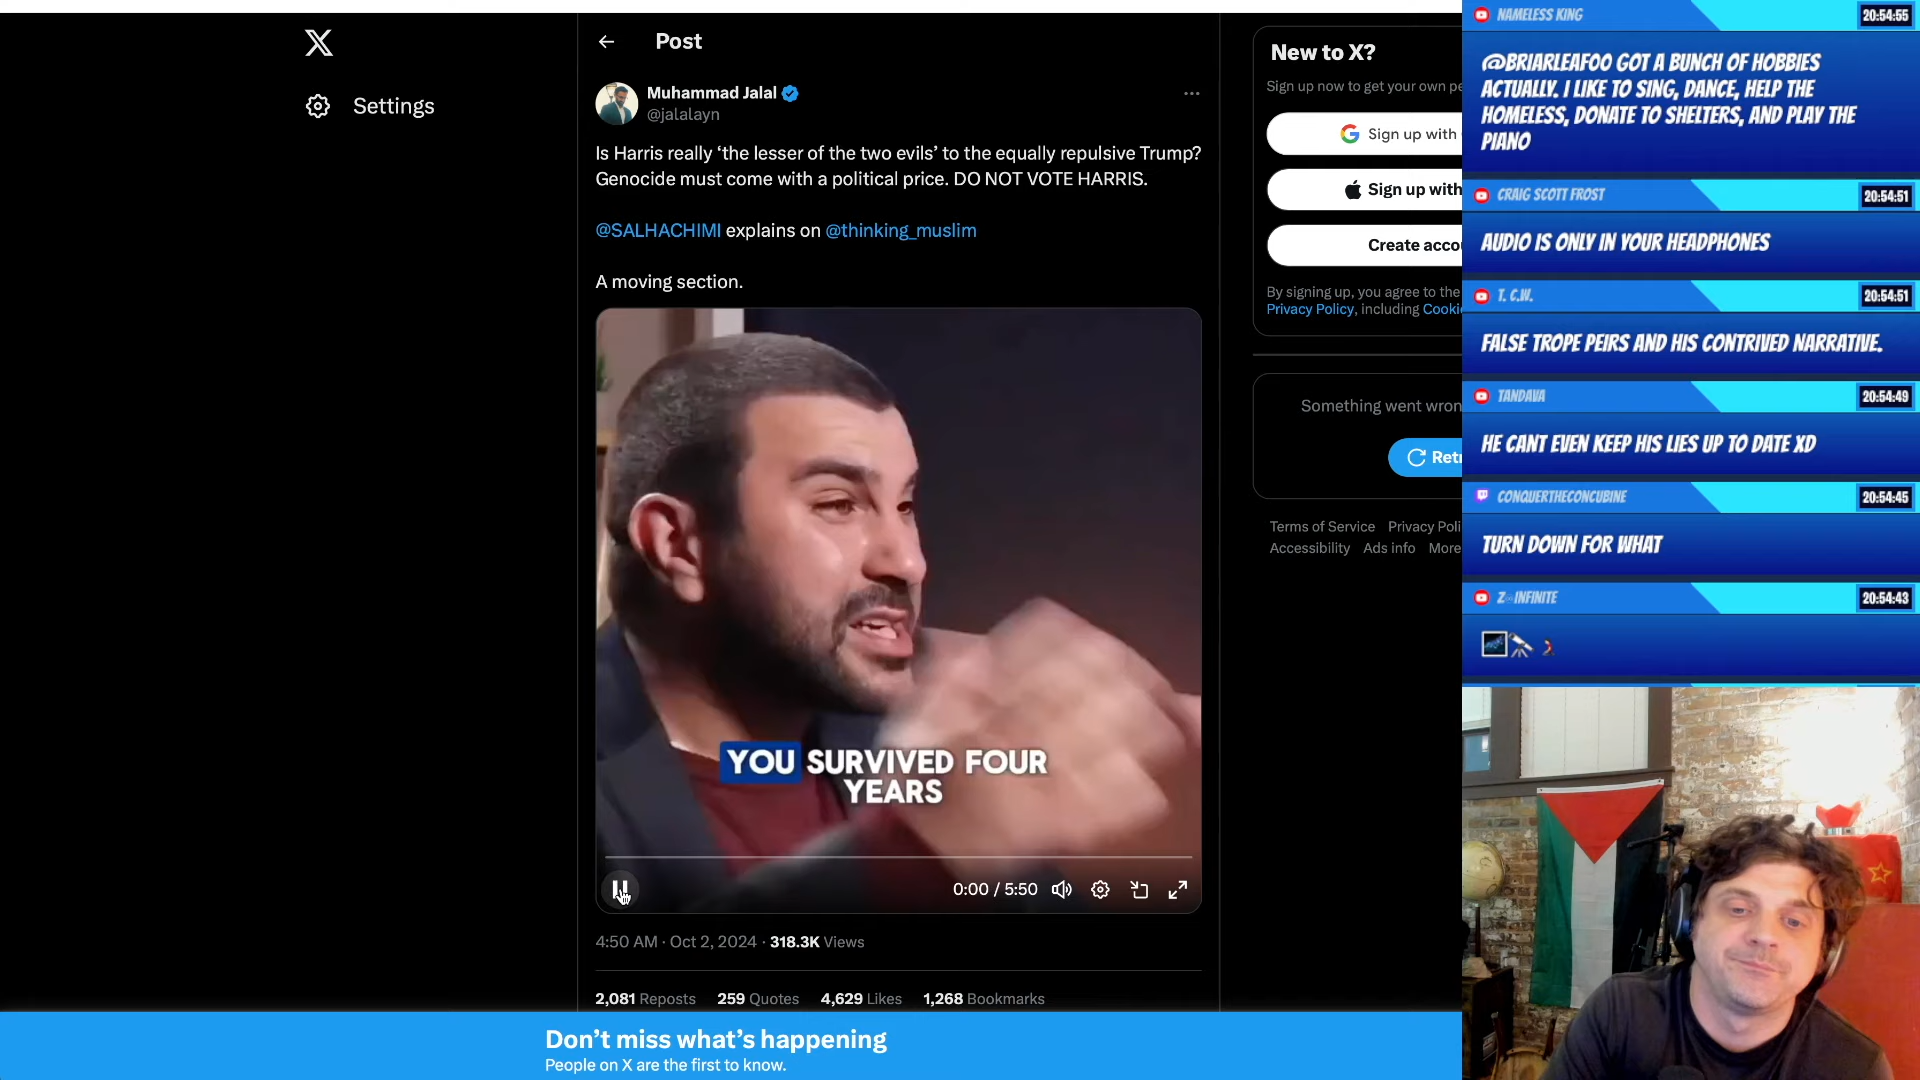 Settings
Post
Muhammad Jalal
@jalalayn
Is Harris really ‘the lesser of the two evils’ to the equally repulsive Trump?
Genocide must come with a political price. DO NOT VOTE HARRIS.
@SALHACHIMI explains on @thinking_muslim
A moving section.
YOU SURVIVED FOUR
YEARS
0:00 / 5:50
4:50 AM · Oct 2, 2024 · 318.3K Views
2,081 Reposts 259 Quotes 4,629 Likes 1,268 Bookmarks
Don’t miss what’s happening
People on X are the first to know.
New to X?
Sign up now to get your own pe
Sign up with
Sign up with
Create acco
By signing up, you agree to the
Privacy Policy, including Cooki
Something went wron
Retr
Terms of Service Privacy Poli
Accessibility Ads info More
NAMELESS KING
20:54:55
@BRIARLEAFOO GOT A BUNCH OF HOBBIES
ACTUALLY. I LIKE TO SING, DANCE, HELP THE
HOMELESS, DONATE TO SHELTERS, AND PLAY THE
PIANO
CRAIG SCOTT FROST
20:54:51
AUDIO IS ONLY IN YOUR HEADPHONES
T. C.W.
20:54:51
FALSE TROPE PEIRS AND HIS CONTRIVED NARRATIVE.
TANDAVA
20:54:49
HE CANT EVEN KEEP HIS LIES UP TO DATE XD
CONQUERTHECONCUBINE
20:54:45
TURN DOWN FOR WHAT
Z∞INFINITE
20:54:43